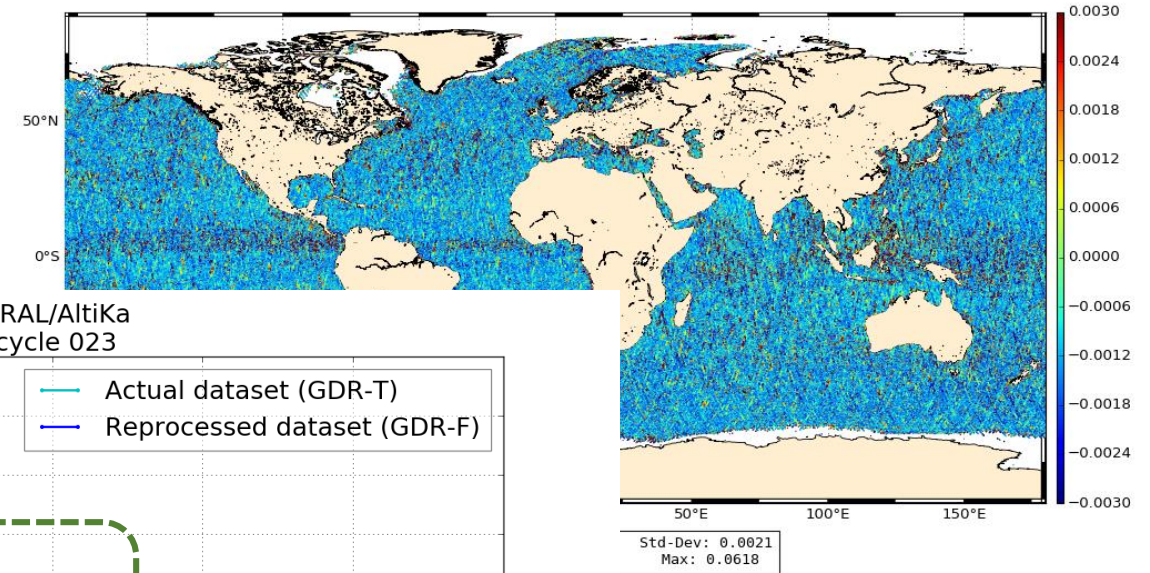 0.0030
0.0024
0.0018
0.0012
0.0006
0.0000
−0.0006
−0.0012
−0.0018
−0.0024
−0.0030
50°N
0°S
50°E 100°E 150°E
RAL/AltiKa
cycle 023
Actual dataset (GDR-T)
Reprocessed dataset (GDR-F)
Std-Dev: 0.0021
Max: 0.0618